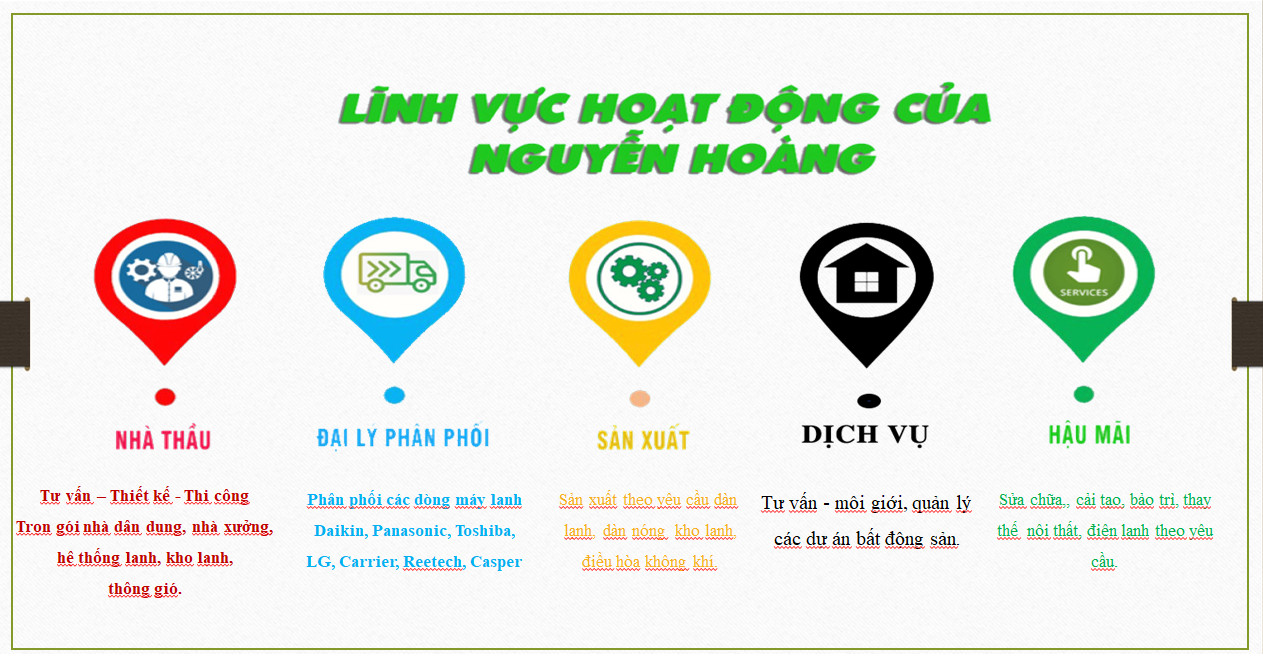 LĨNH VỰC HOẠT ĐỘNG CỦA
NGUYỄN HOÀNG
SERVICES
NHÀ THẦU
ĐẠI LÝ PHÂN PHỐI
SẢN XUẤT
DỊCH VỤ
HẬU MÃI
Tư vấn – Thiết kế - Thi công
Trọn gói nhà dân dụng, nhà xưởng,
hệ thống lạnh, kho lạnh,
thông gió.
Phân phối các dòng máy lạnh
Daikin, Panasonic, Toshiba,
LG, Carrier, Reetech, Casper
Sản xuất theo yêu cầu dàn
lạnh, dàn nóng, kho lạnh,
điều hòa không khí.
Tư vấn - môi giới, quản lý
các dự án bất động sản.
Sửa chữa,, cải tạo, bảo trì, thay
thế nội thất, điện lạnh theo yêu
cầu.